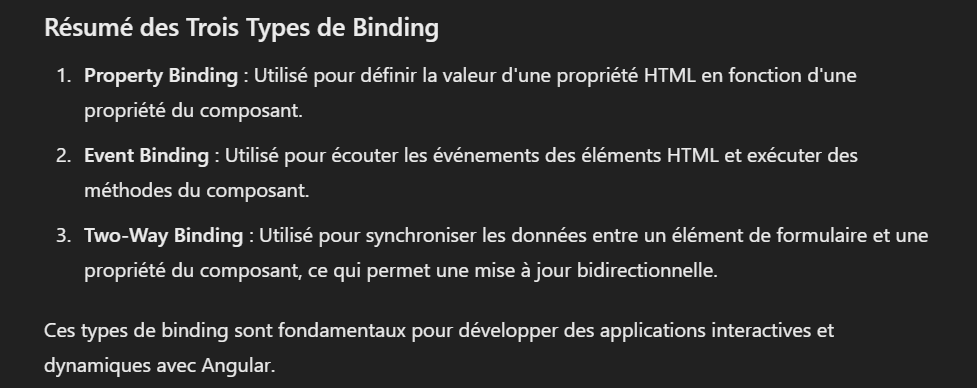 Résumé des Trois Types de Binding
1. Property Binding : Utilisé pour définir la valeur d'une propriété HTML en fonction d'une
propriété du composant.
2. Event Binding : Utilisé pour écouter les événements des éléments HTML et exécuter des
méthodes du composant.
3. Two-Way Binding : Utilisé pour synchroniser les données entre un élément de formulaire et une
propriété du composant, ce qui permet une mise à jour bidirectionnelle.
Ces types de binding sont fondamentaux pour développer des applications interactives et
dynamiques avec Angular.